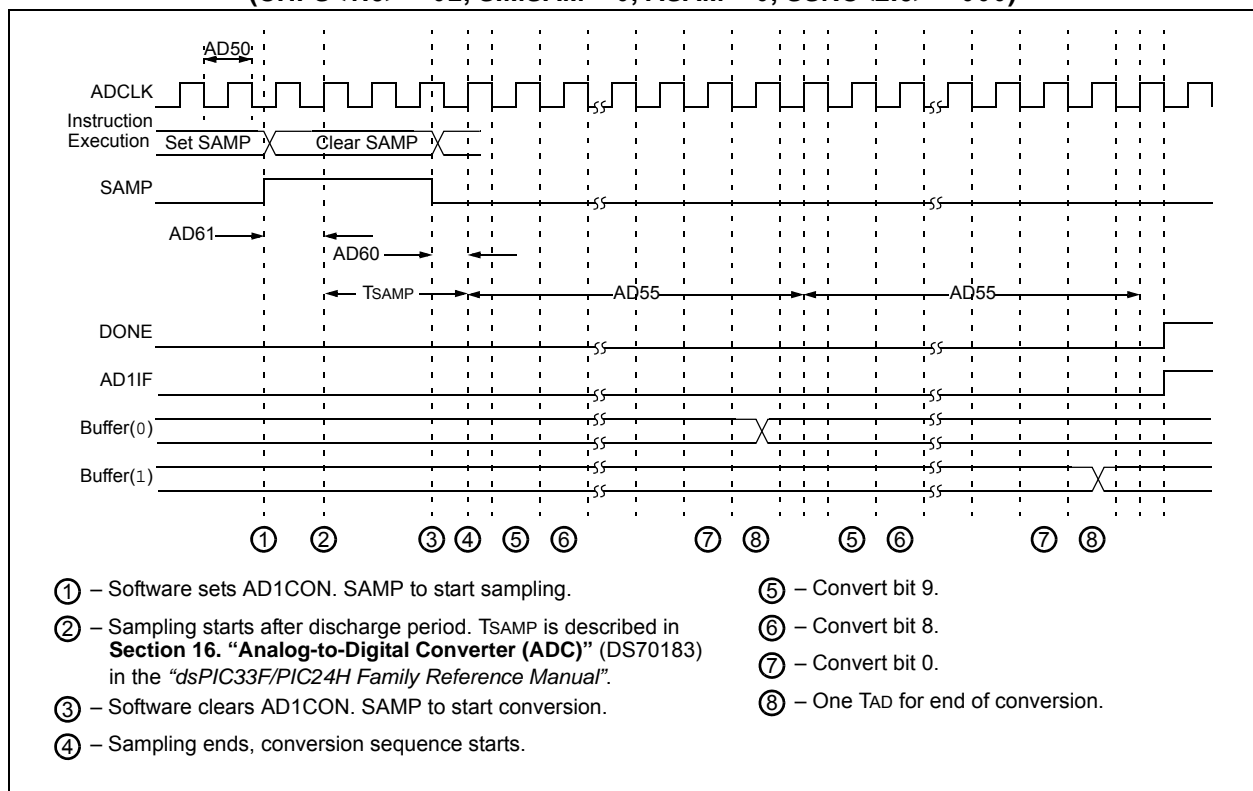 AD50
ADCLK
Instruction
Execution Set SAMP Clear SAMP
SAMP
AD61
AD60
TSAMP AD55 AD55
DONE
AD1IF
Buffer(0)
Buffer(1)
1 2 3 4 5 6 7 8 5 6 7 8
1 – Software sets AD1CON. SAMP to start sampling.
2 – Sampling starts after discharge period. TSAMP is described in
Section 16. “Analog-to-Digital Converter (ADC)” (DS70183)
in the “dsPIC33F/PIC24H Family Reference Manual”.
3 – Software clears AD1CON. SAMP to start conversion.
4 – Sampling ends, conversion sequence starts.
5 – Convert bit 9.
6 – Convert bit 8.
7 – Convert bit 0.
8 – One TAD for end of conversion.